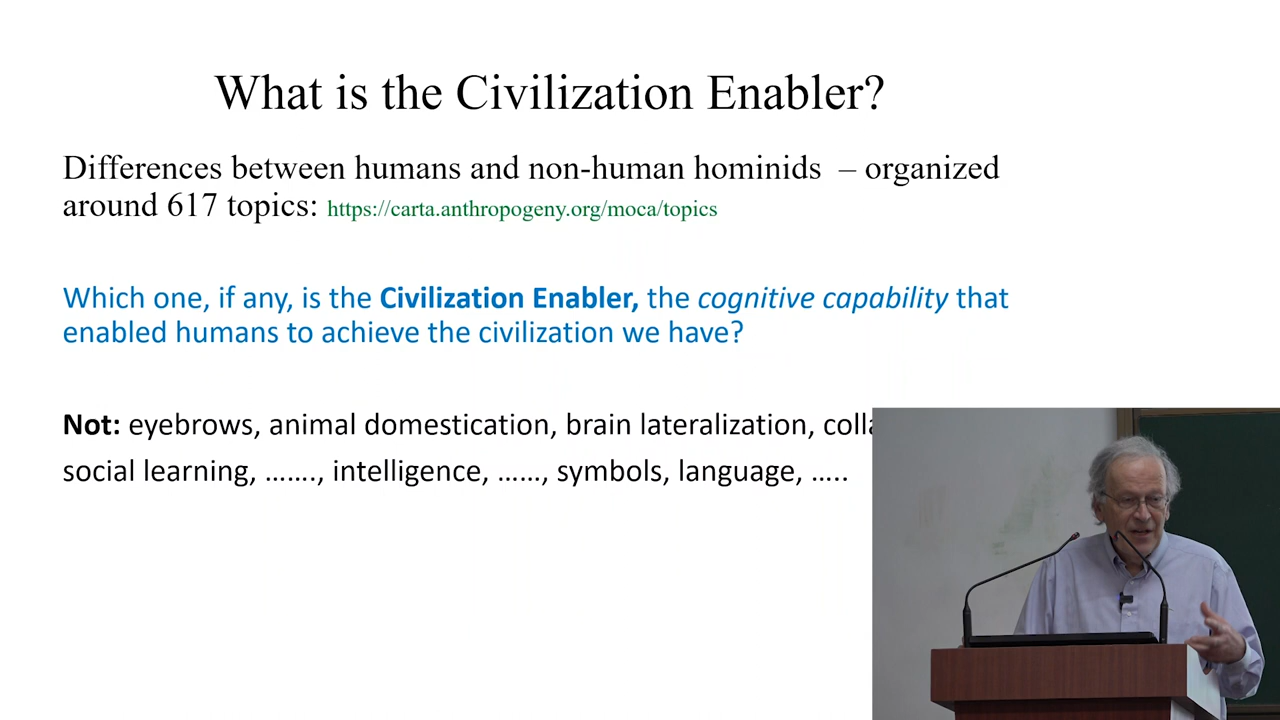 What is the Civilization Enabler?
Differences between humans and non-human hominids – organized
around 617 topics: https://carta.anthropogeny.org/moca/topics
Which one, if any, is the Civilization Enabler, the cognitive capability that
enabled humans to achieve the civilization we have?
Not: eyebrows, animal domestication, brain lateralization,
social learning, ……., intelligence, ……, symbols, language, …..